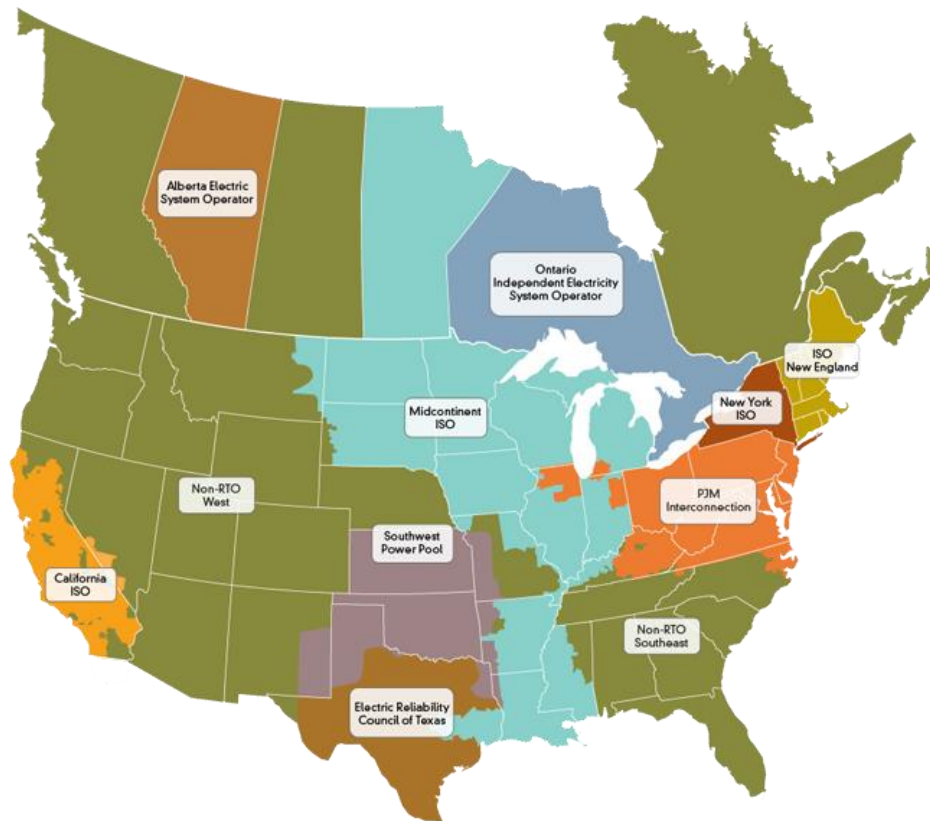 Alberta Electric
System Operator
Ontario
Independent Electricity
System Operator
ISO
New England
New York
ISO
Midcontinent
ISO
Non-RTO
West
PJM
Interconnection
Southwest
Power Pool
California
ISO
Non-RTO
Southeast
Electric Reliability
Council of Texas